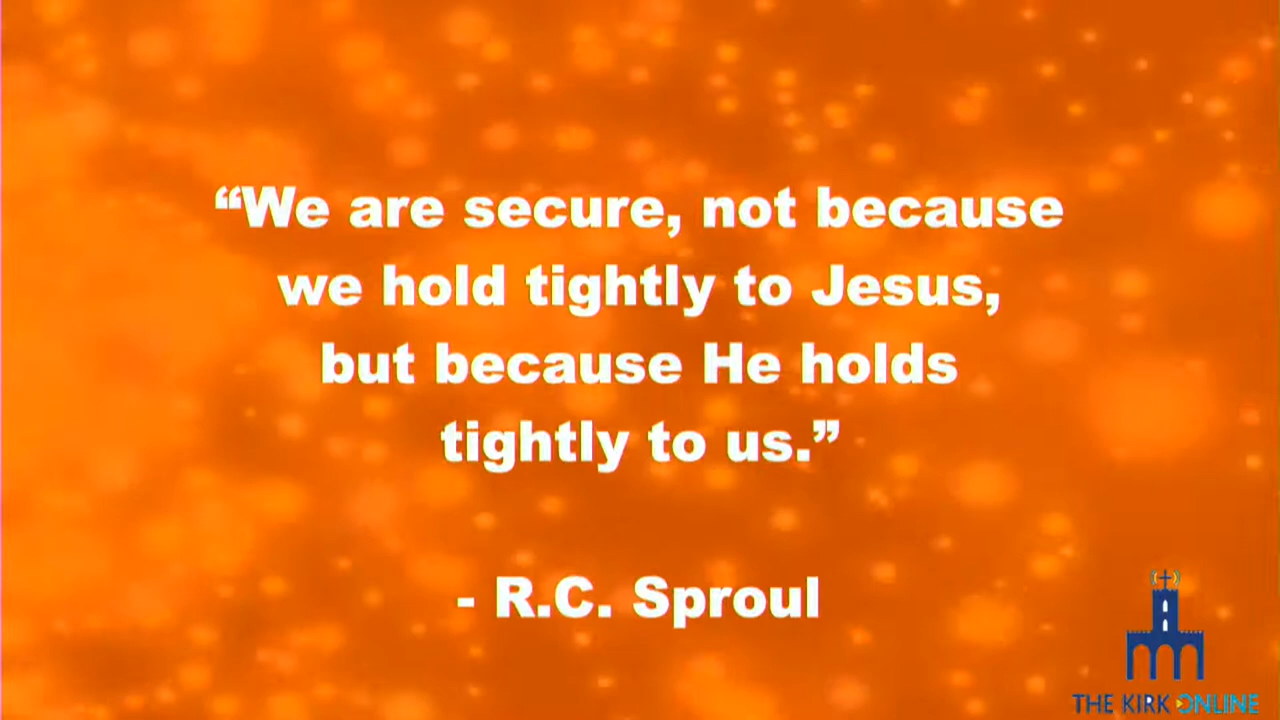 “We are secure, not because
we hold tightly to Jesus,
but because He holds
tightly to us.”
- R.C. Sproul
THE KIRK ONLINE